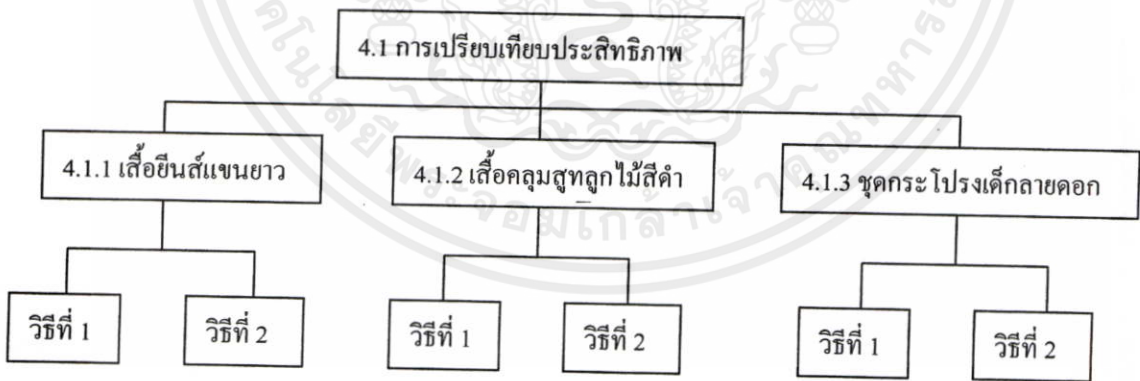 4.1 การเปรียบเทียบประสิทธิภาพ
4.1.1 เสื้อยีนส์แขนยาว
4.1.2 เสื้อคลุมสูทลูกไม้สีดำ
4.1.3 ชุดกระโปรงเด็กลายดอก
วิธีที่ 1
วิธีที่ 2
วิธีที่ 1
วิธีที่ 2
วิธีที่ 1
วิธีที่ 2